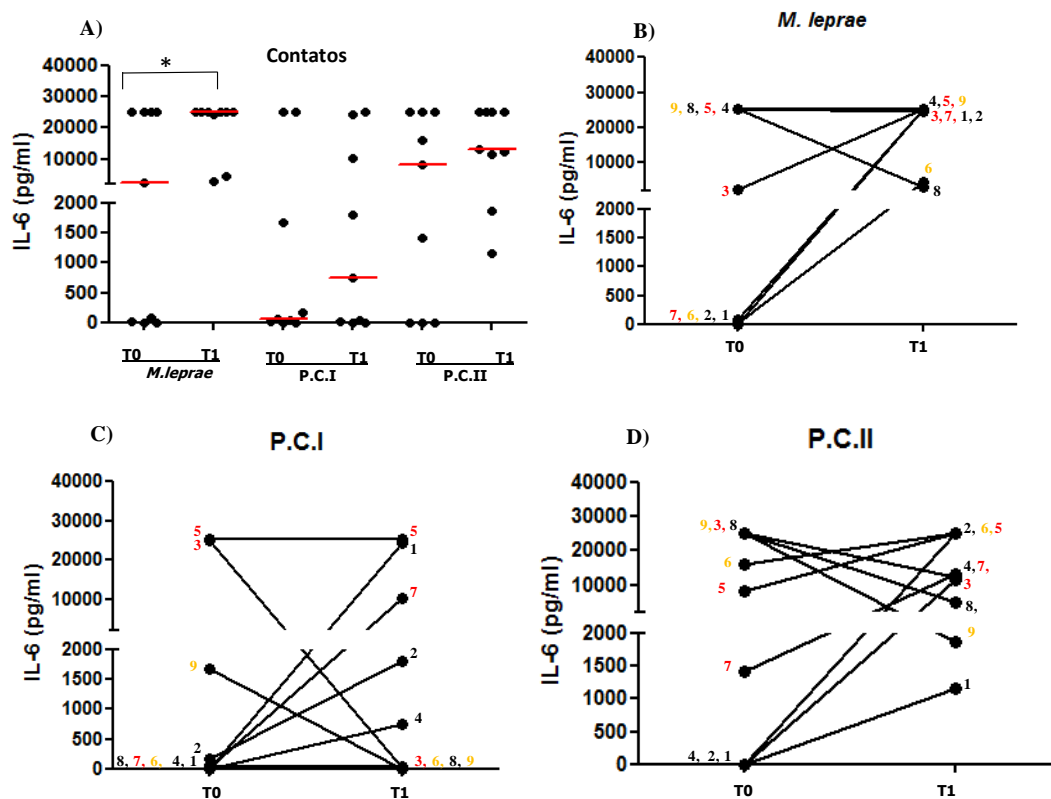 A)
Contatos
*
IL-6 (pg/ml)
40000
30000
20000
10000
2000
1500
1000
500
0
T0 T1 T0 T1 T0 T1
M.leprae P.C.I P.C.II
B)
M. leprae
IL-6 (pg/ml)
40000
30000
20000
10000
2000
1500
1000
500
0
9, 8, 5, 4
3
7, 6, 2, 1
4, 5, 9
3, 7, 1, 2
6
8
T0 T1
C)
P.C.I
IL-6 (pg/ml)
40000
30000
20000
10000
2000
1500
1000
500
0
5
3
9
2
8, 7, 6, 4, 1
5
1
7
2
4
3, 6, 8, 9
T0 T1
D)
P.C.II
IL-6 (pg/ml)
40000
30000
20000
10000
2000
1500
1000
500
0
9, 3, 8
6
5
7
4, 2, 1
2, 6, 5
4, 7,
3
8,
9
1
T0 T1